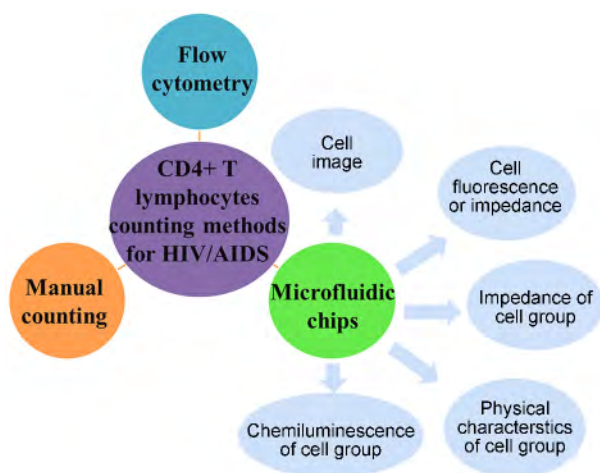 Flow
cytometry
CD4+ T
lymphocytes
counting methods
for HIV/AIDS
Manual
counting
Microfluidic
chips
Cell
image
Cell
fluorescence
or impedance
Impedance of
cell group
Physical
characterstics
of cell group
Chemiluminescence
of cell group